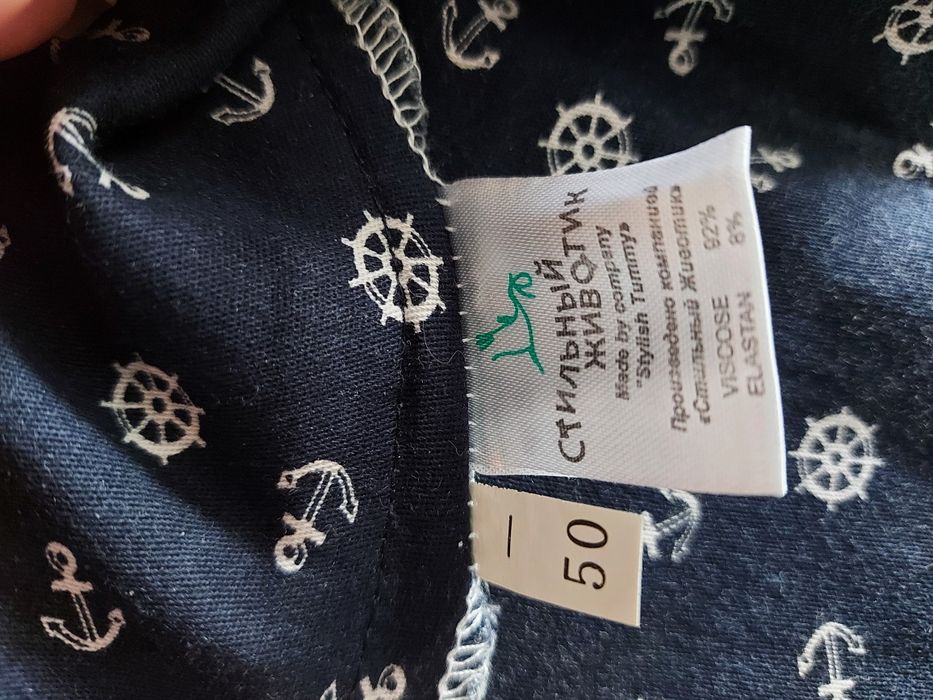 СТИЛЬНЫЙ
ЖИВОТИК
Made by company
"Stylish Tummy"
Произведено компанией
«Стильный Животик»
VISCOSE 92%
ELASTAN 8%
50